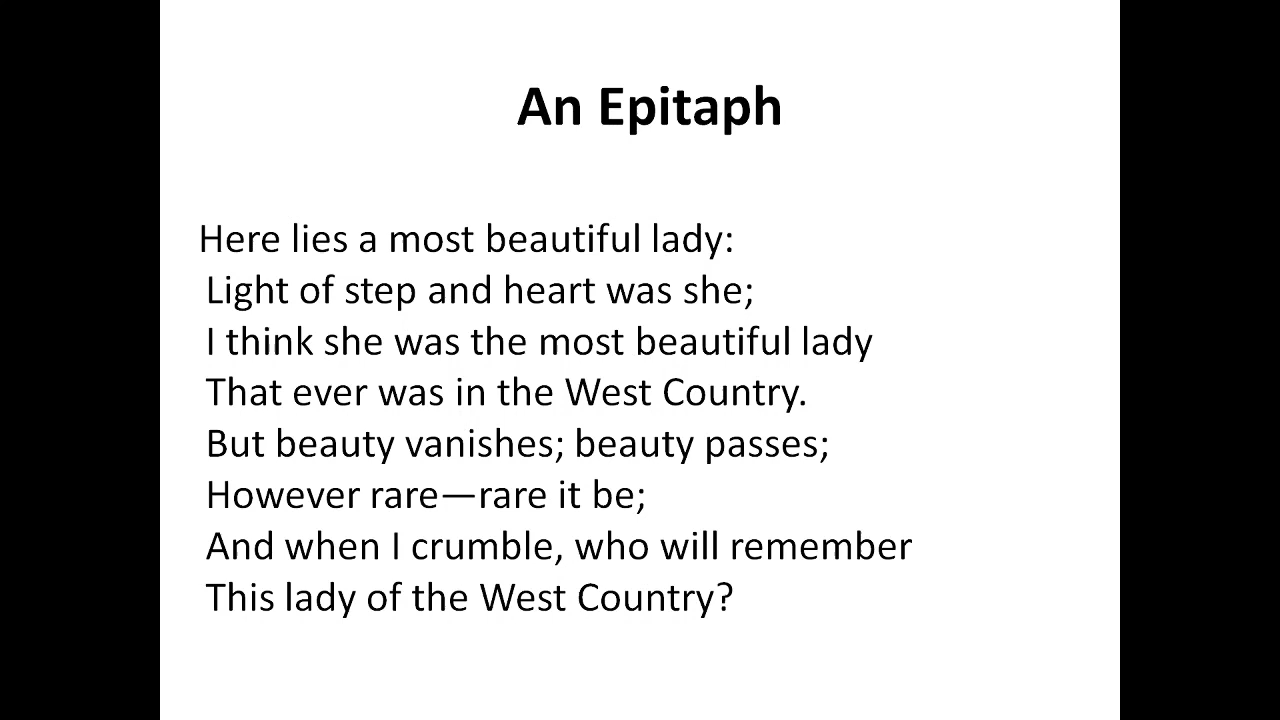 An Epitaph
Here lies a most beautiful lady:
Light of step and heart was she;
I think she was the most beautiful lady
That ever was in the West Country.
But beauty vanishes; beauty passes;
However rare—rare it be;
And when I crumble, who will remember
This lady of the West Country?